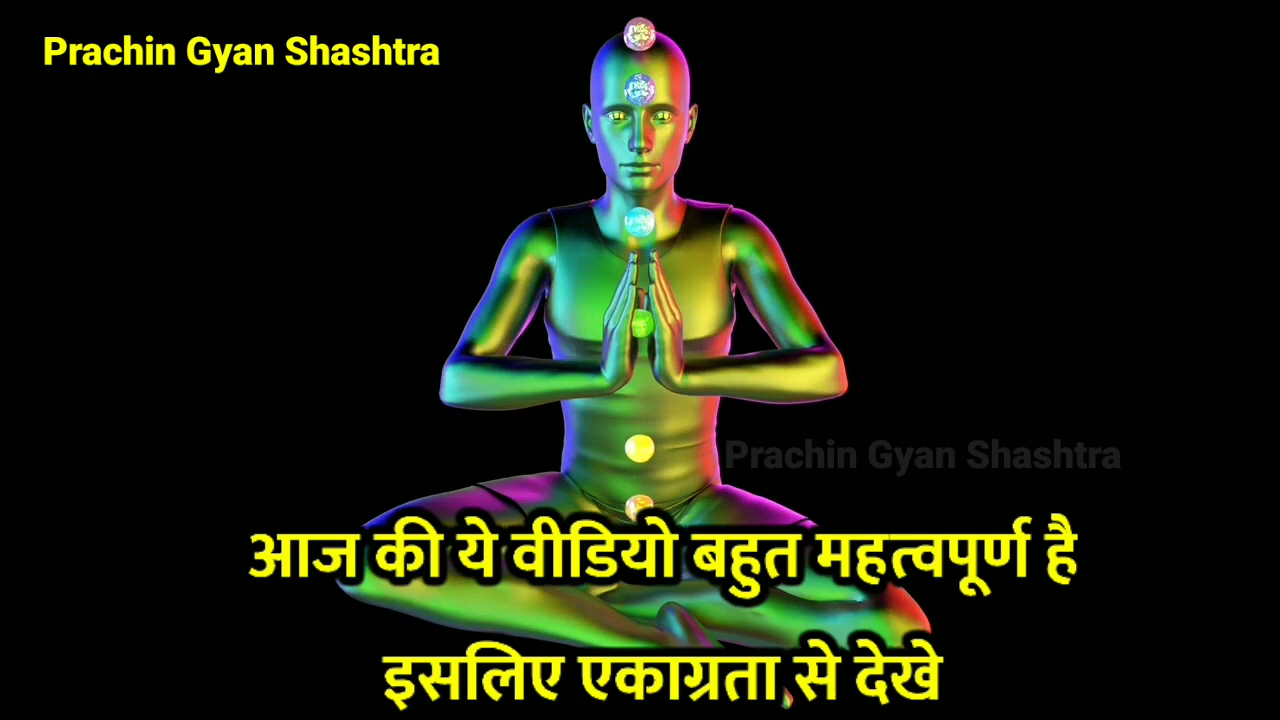 Prachin Gyan Shashtra
Prachin Gyan Shashtra
आज की ये वीडियो बहुत महत्वपूर्ण है
इसलिए एकाग्रता से देखे